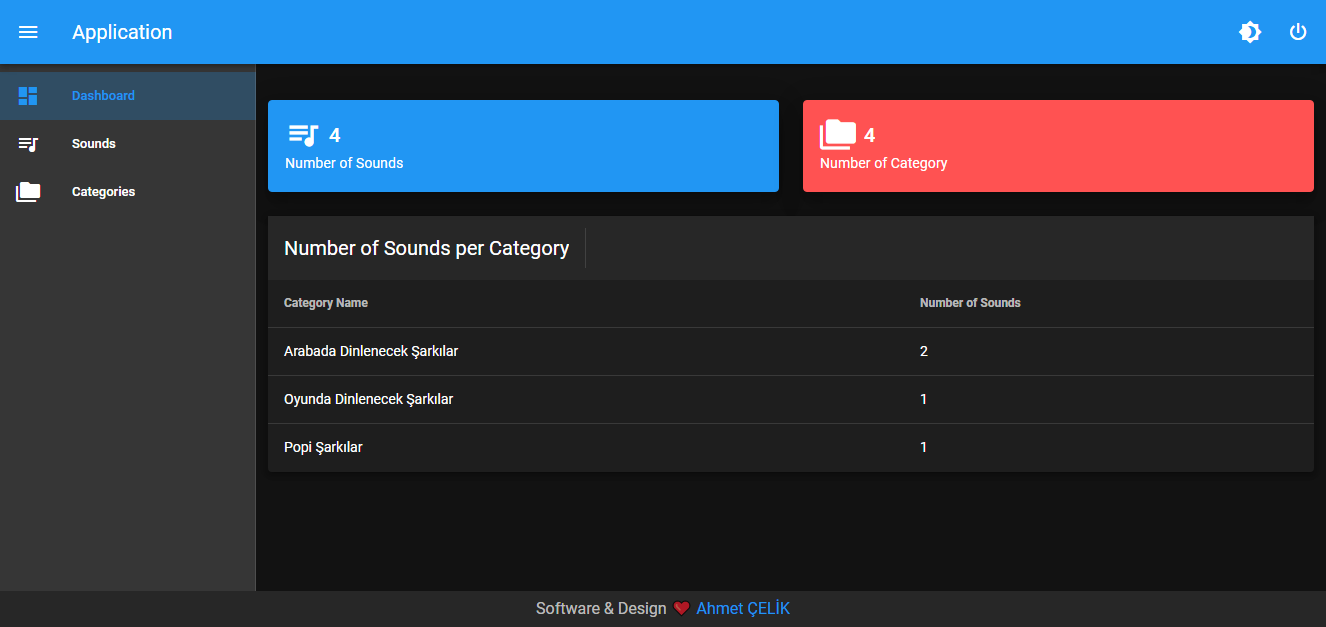 Application
Dashboard
Sounds
Categories
4
Number of Sounds
4
Number of Category
Number of Sounds per Category
Category Name Number of Sounds
Arabada Dinlenecek Şarkılar 2
Oyunda Dinlenecek Şarkılar 1
Popi Şarkılar 1
Software & Design ❤ Ahmet ÇELİK